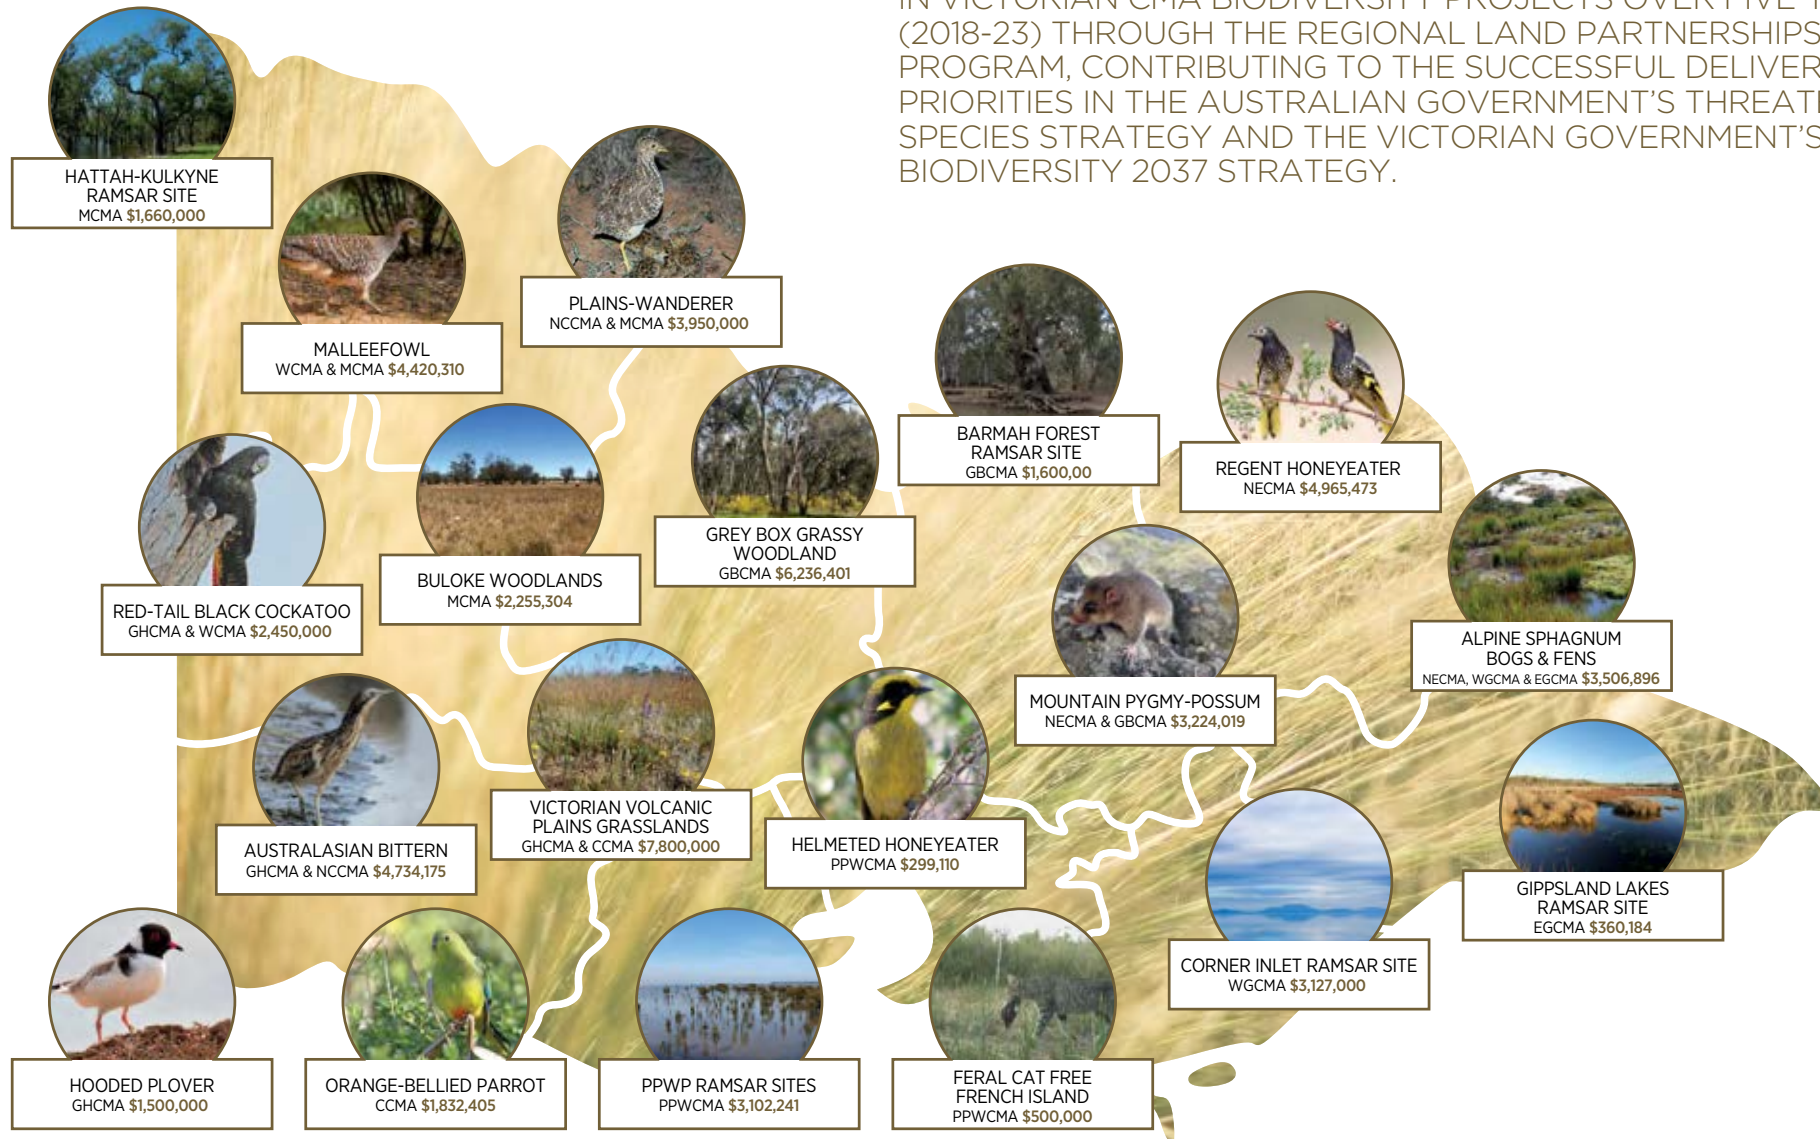 IN VICTORIAN CMA BIODIVERSITY PROJECTS OVER FIVE
(2018-23) THROUGH THE REGIONAL LAND PARTNERSHIPS
PROGRAM, CONTRIBUTING TO THE SUCCESSFUL DELIVER
PRIORITIES IN THE AUSTRALIAN GOVERNMENT'S THREAT
SPECIES STRATEGY AND THE VICTORIAN GOVERNMENT'S
BIODIVERSITY 2037 STRATEGY.
HATTAH-KULKYNE
RAMSAR SITE
MCMA $1,660,000
MALLEEFOWL
WCMA & MCMA $4,420,310
PLAINS-WANDERER
NCCMA & MCMA $3,950,000
BARMAH FOREST
RAMSAR SITE
GBCMA $1,600,00
REGENT HONEYEATER
NECMA $4,965,473
GREY BOX GRASSY
WOODLAND
GBCMA $6,236,401
BULOKE WOODLANDS
MCMA $2,255,304
RED-TAIL BLACK COCKATOO
GHCMA & WCMA $2,450,000
ALPINE SPHAGNUM
BOGS & FENS
NECMA, WGCMA & EGCMA $3,506,896
MOUNTAIN PYGMY-POSSUM
NECMA & GBCMA $3,224,019
VICTORIAN VOLCANIC
PLAINS GRASSLANDS
GHCMA & CCMA $7,800,000
HELMETED HONEYEATER
PPWCMA $299,110
AUSTRALASIAN BITTERN
GHCMA & NCCMA $4,734,175
GIPPSLAND LAKES
RAMSAR SITE
EGCMA $360,184
CORNER INLET RAMSAR SITE
WGCMA $3,127,000
HOODED PLOVER
GHCMA $1,500,000
ORANGE-BELLIED PARROT
CCMA $1,832,405
PPWP RAMSAR SITES
PPWCMA $3,102,241
FERAL CAT FREE
FRENCH ISLAND
PPWCMA $500,000